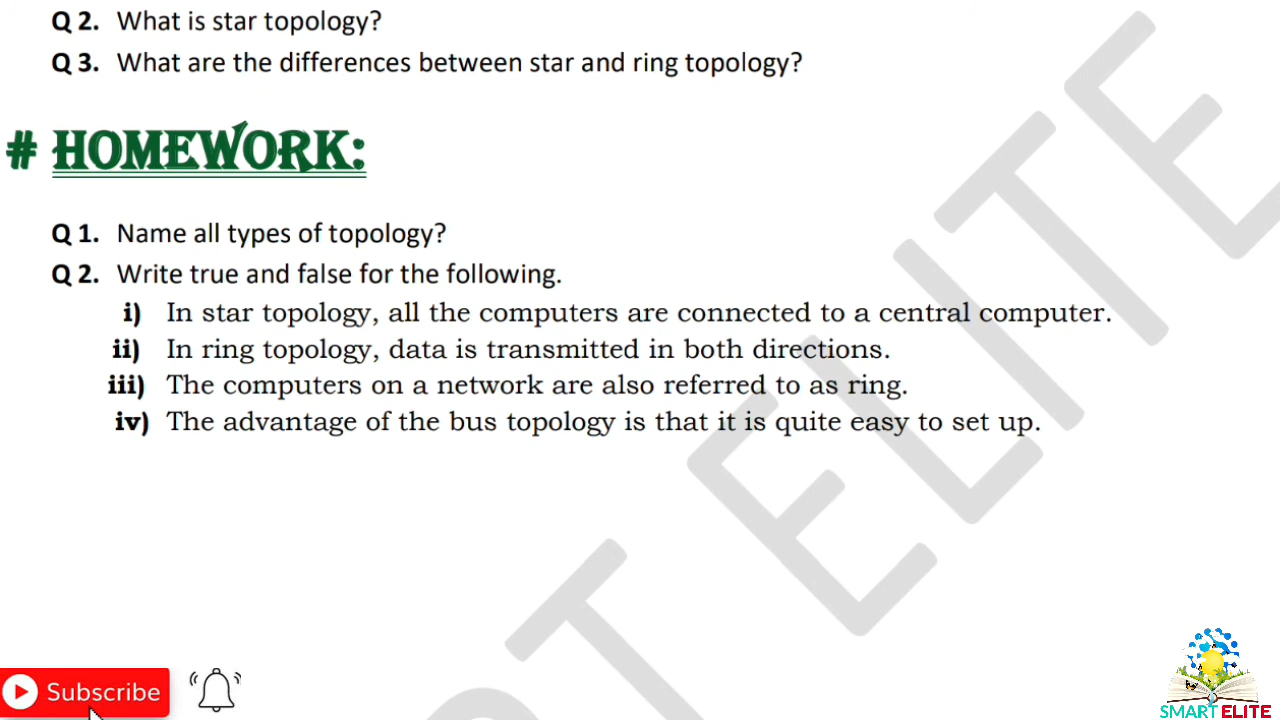 Q 2. What is star topology?
Q 3. What are the differences between star and ring topology?
# HOMEWORK:
Q 1. Name all types of topology?
Q 2. Write true and false for the following.
i) In star topology, all the computers are connected to a central computer.
ii) In ring topology, data is transmitted in both directions.
iii) The computers on a network are also referred to as ring.
iv) The advantage of the bus topology is that it is quite easy to set up.
T ELITE
Subscribe
SMART ELITE